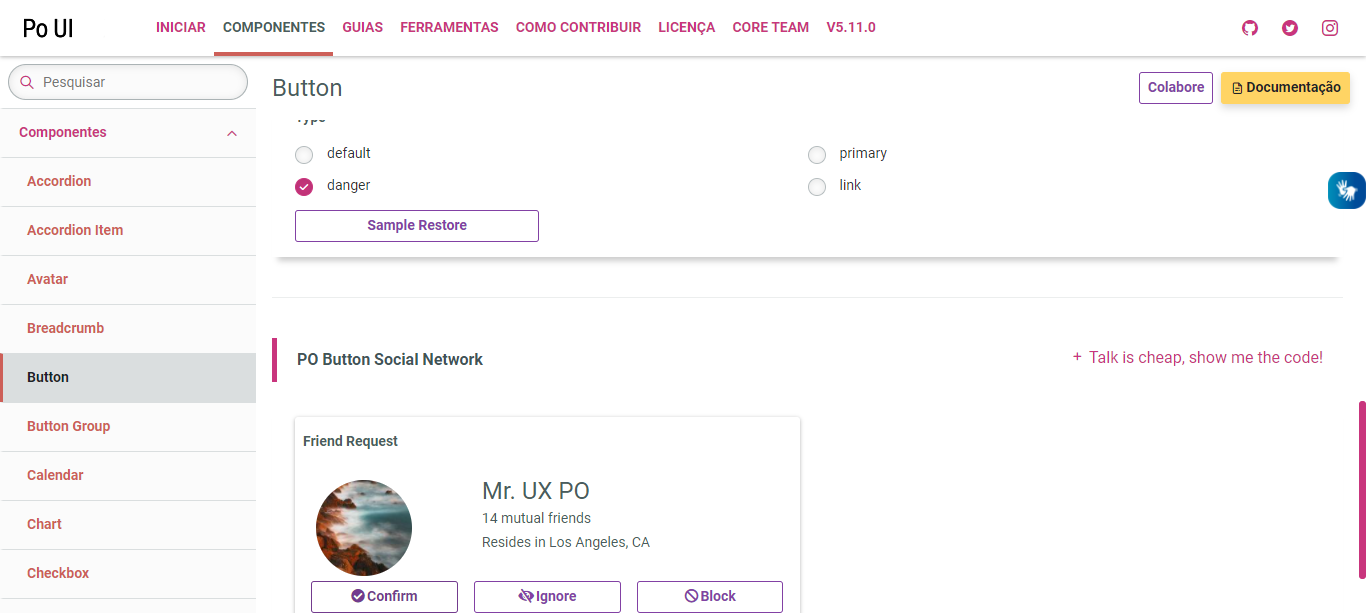 Po UI
INICIAR COMPONENTES GUIAS FERRAMENTAS COMO CONTRIBUIR LICENÇA CORE TEAM V5.11.0
Pesquisar
Componentes
Accordion
Accordion Item
Avatar
Breadcrumb
Button
Button Group
Calendar
Chart
Checkbox
Button
Colabore
Documentação
Type
default
primary
danger
link
Sample Restore
PO Button Social Network
+ Talk is cheap, show me the code!
Friend Request
Mr. UX PO
14 mutual friends
Resides in Los Angeles, CA
Confirm
Ignore
Block